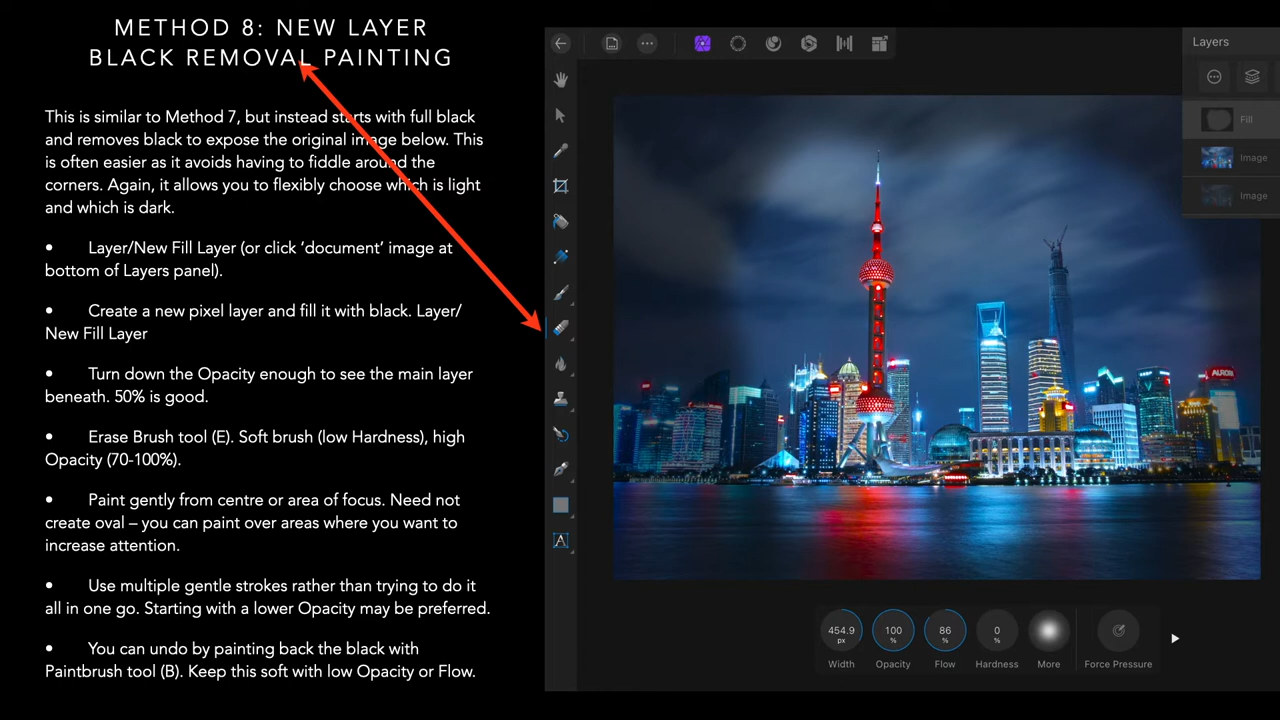 METHOD 8: NEW LAYER
BLACK REMOVAL PAINTING
This is similar to Method 7, but instead starts with full black
and removes black to expose the original image below. This
is often easier as it avoids having to fiddle around the
corners. Again, it allows you to flexibly choose which is light
and which is dark.
• Layer/New Fill Layer (or click ‘document’ image at
bottom of Layers panel).
• Create a new pixel layer and fill it with black. Layer/
New Fill Layer
• Turn down the Opacity enough to see the main layer
beneath. 50% is good.
• Erase Brush tool (E). Soft brush (low Hardness), high
Opacity (70-100%).
• Paint gently from centre or area of focus. Need not
create oval – you can paint over areas where you want to
increase attention.
• Use multiple gentle strokes rather than trying to do it
all in one go. Starting with a lower Opacity may be preferred.
• You can undo by painting back the black with
Paintbrush tool (B). Keep this soft with low Opacity or Flow.
Layers
Fill
Image
Image
AURORA
A
454.9 px
100 %
86 %
0 %
Width
Opacity
Flow
Hardness
More
Force Pressure